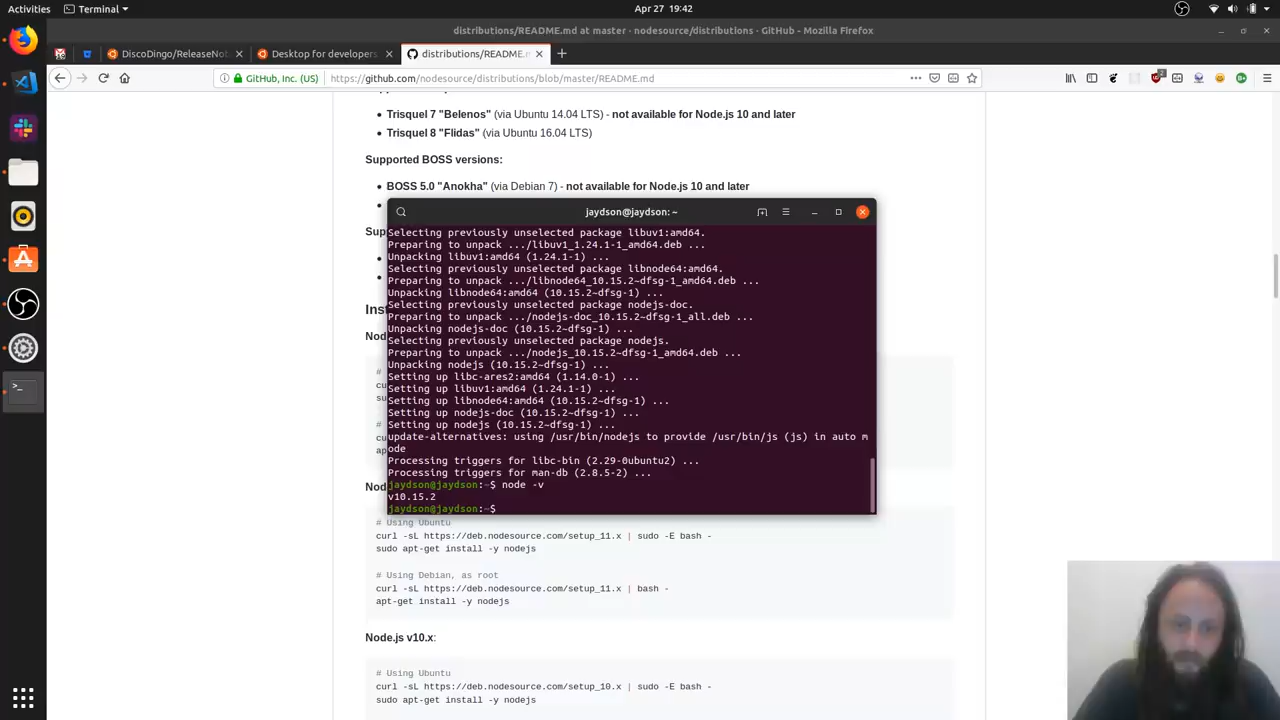 Activities
Terminal
Apr 27 19:42
distributions/README.md at master · nodesource/distributions · GitHub - Mozilla Firefox
DiscoDingo/ReleaseNot
Desktop for developers
distributions/README.m
GitHub, Inc. (US)
https://github.com/nodesource/distributions/blob/master/README.md
Trisquel 7 "Belenos" (via Ubuntu 14.04 LTS) - not available for Node.js 10 and later
Trisquel 8 "Flidas" (via Ubuntu 16.04 LTS)
Supported BOSS versions:
BOSS 5.0 "Anokha" (via Debian 7) - not available for Node.js 10 and later
jaydson@jaydson: ~
Selecting previously unselected package libuv1:amd64.
Preparing to unpack .../libuv1_1.24.1-1_amd64.deb ...
Unpacking libuv1:amd64 (1.24.1-1) ...
Selecting previously unselected package libnode64:amd64.
Preparing to unpack .../libnode64_10.15.2~dfsg-1_amd64.deb ...
Unpacking libnode64:amd64 (10.15.2~dfsg-1) ...
Selecting previously unselected package nodejs-doc.
Preparing to unpack .../nodejs-doc_10.15.2~dfsg-1_all.deb ...
Unpacking nodejs-doc (10.15.2~dfsg-1) ...
Selecting previously unselected package nodejs.
Preparing to unpack .../nodejs_10.15.2~dfsg-1_amd64.deb ...
Unpacking nodejs (10.15.2~dfsg-1) ...
Setting up libc-ares2:amd64 (1.14.0-1) ...
Setting up libuv1:amd64 (1.24.1-1) ...
Setting up libnode64:amd64 (10.15.2~dfsg-1) ...
Setting up nodejs-doc (10.15.2~dfsg-1) ...
Setting up nodejs (10.15.2~dfsg-1) ...
update-alternatives: using /usr/bin/nodejs to provide /usr/bin/js (js) in auto m
ode
Processing triggers for libc-bin (2.29-0ubuntu2) ...
Processing triggers for man-db (2.8.5-2) ...
jaydson@jaydson:~$ node -v
v10.15.2
jaydson@jaydson:~$
Sup
Ins
Nod
#
cu
su
#
cu
ap
Nod
# Using Ubuntu
curl -sL https://deb.nodesource.com/setup_11.x | sudo -E bash -
sudo apt-get install -y nodejs
# Using Debian, as root
curl -sL https://deb.nodesource.com/setup_11.x | bash -
apt-get install -y nodejs
Node.js v10.x:
# Using Ubuntu
curl -sL https://deb.nodesource.com/setup_10.x | sudo -E bash -
sudo apt-get install -y nodejs